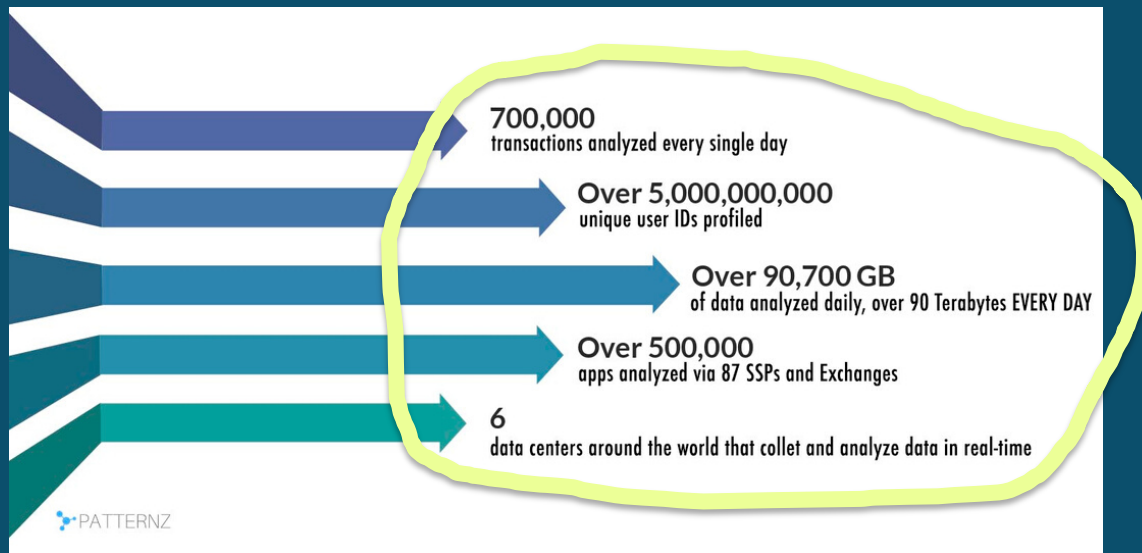 700,000
transactions analyzed every single day
Over 5,000,000,000
unique user IDs profiled
Over 90,700 GB
of data analyzed daily, over 90 Terabytes EVERY DAY
Over 500,000
apps analyzed via 87 SSPs and Exchanges
6
data centers around the world that collet and analyze data in real-time
PATTERNZ